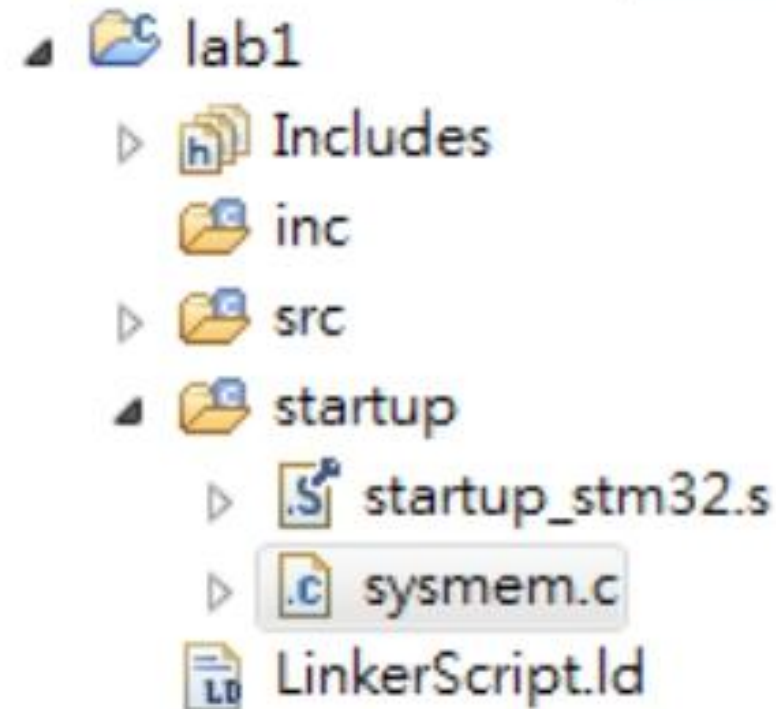 lab1
Includes
inc
src
startup
startup_stm32.s
sysmem.c
LinkerScript.ld